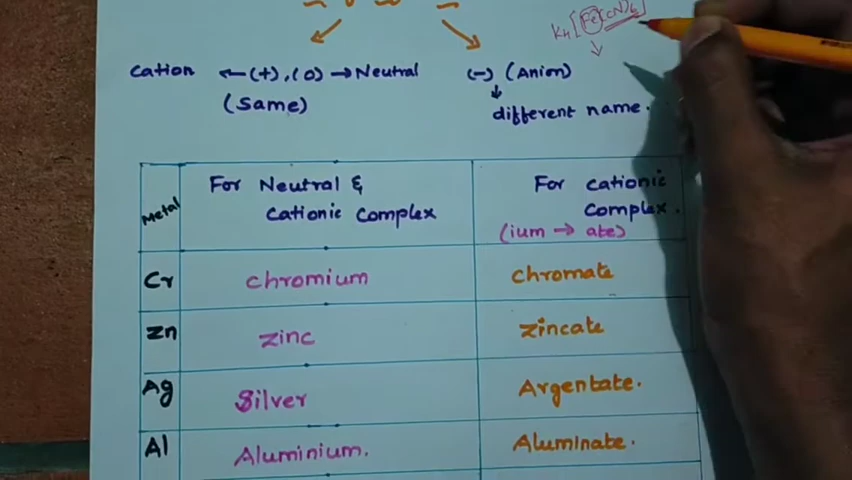 K4[Fe(CN)6]
cation ←(+),(0)→Neutral (-) (Anion)
(same)
different name.
Metal
For Neutral &
cationic complex
For cationic
complex.
(ium → ate)
Cr chromium chromate
Zn zinc zincate
Ag Silver Argentate.
Al Aluminium. Aluminate.